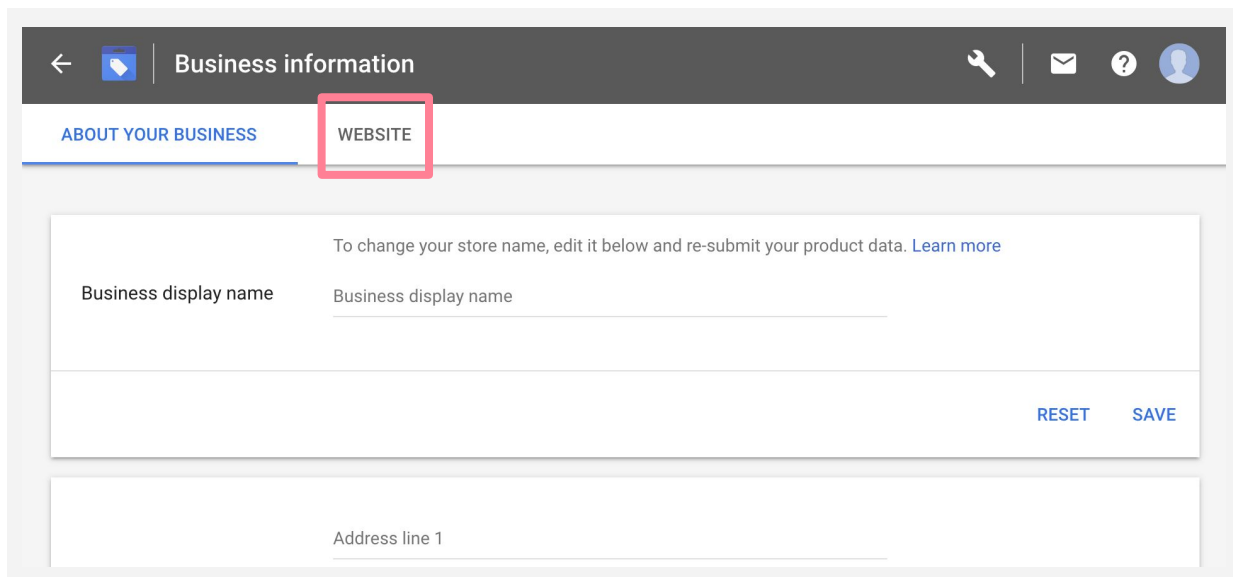 Business information
ABOUT YOUR BUSINESS
WEBSITE
To change your store name, edit it below and re-submit your product data. Learn more
Business display name
Business display name
RESET
SAVE
Address line 1